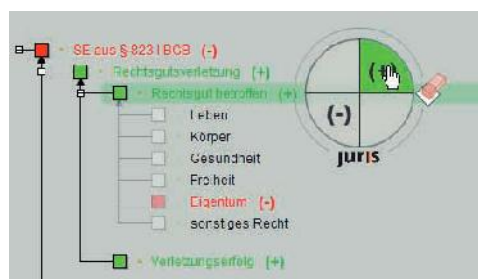 SE aus § 823 I BGB (-)
Rechtsgutsverletzung (+)
Rechtsgut betroffen (+)
Leben
Körper
Gesundheit
Freiheit
Eigentum (-)
sonstiges Recht
Verletzungserfolg (+)
(+)
(-)
juris